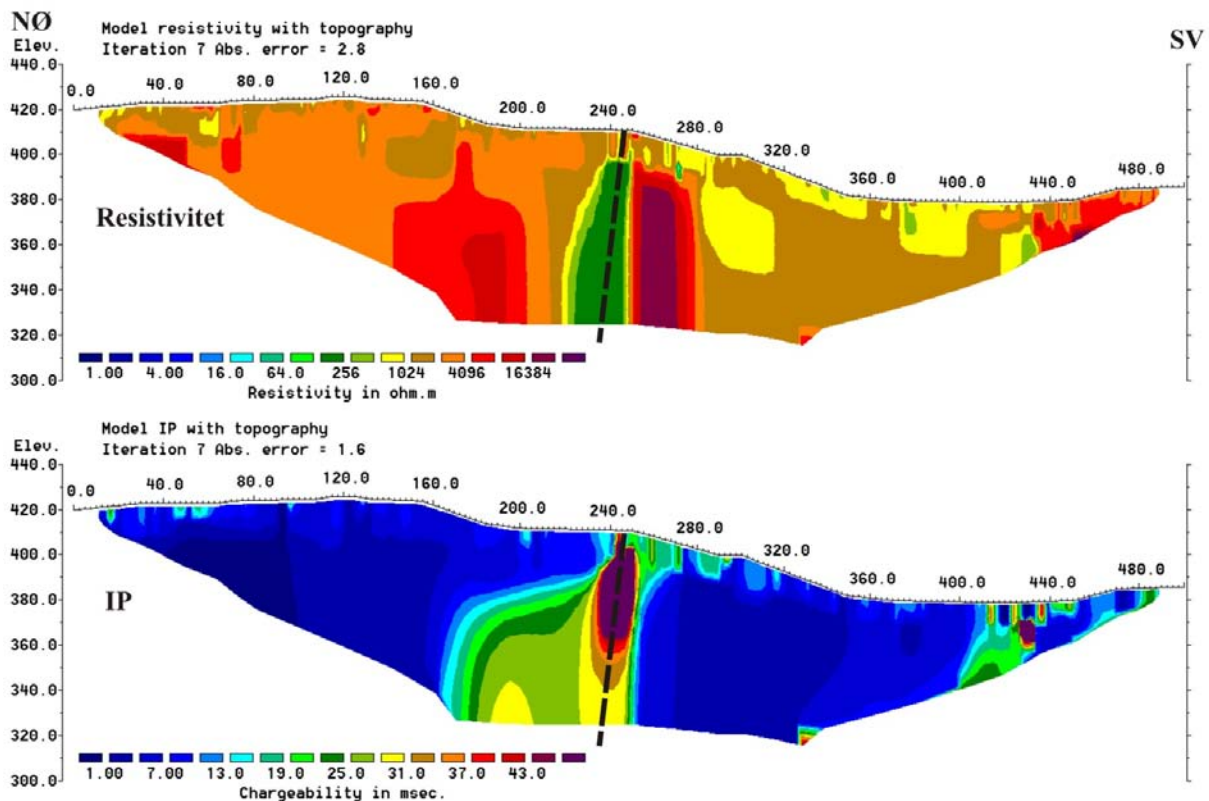 NØ
SV
Model resistivity with topography
Elev. Iteration 7 Abs. error = 2.8
440.0
420.0
400.0
380.0
360.0
340.0
320.0
300.0
0.0 40.0 80.0 120.0 160.0 200.0 240.0 280.0 320.0 360.0 400.0 440.0 480.0
Resistivitet
1.00 4.00 16.0 64.0 256 1024 4096 16384
Resistivity in ohm.m
Model IP with topography
Elev. Iteration 7 Abs. error = 1.6
440.0
420.0
400.0
380.0
360.0
340.0
320.0
300.0
0.0 40.0 80.0 120.0 160.0 200.0 240.0 280.0 320.0 360.0 400.0 440.0 480.0
IP
1.00 7.00 13.0 19.0 25.0 31.0 37.0 43.0
Chargeability in msec.